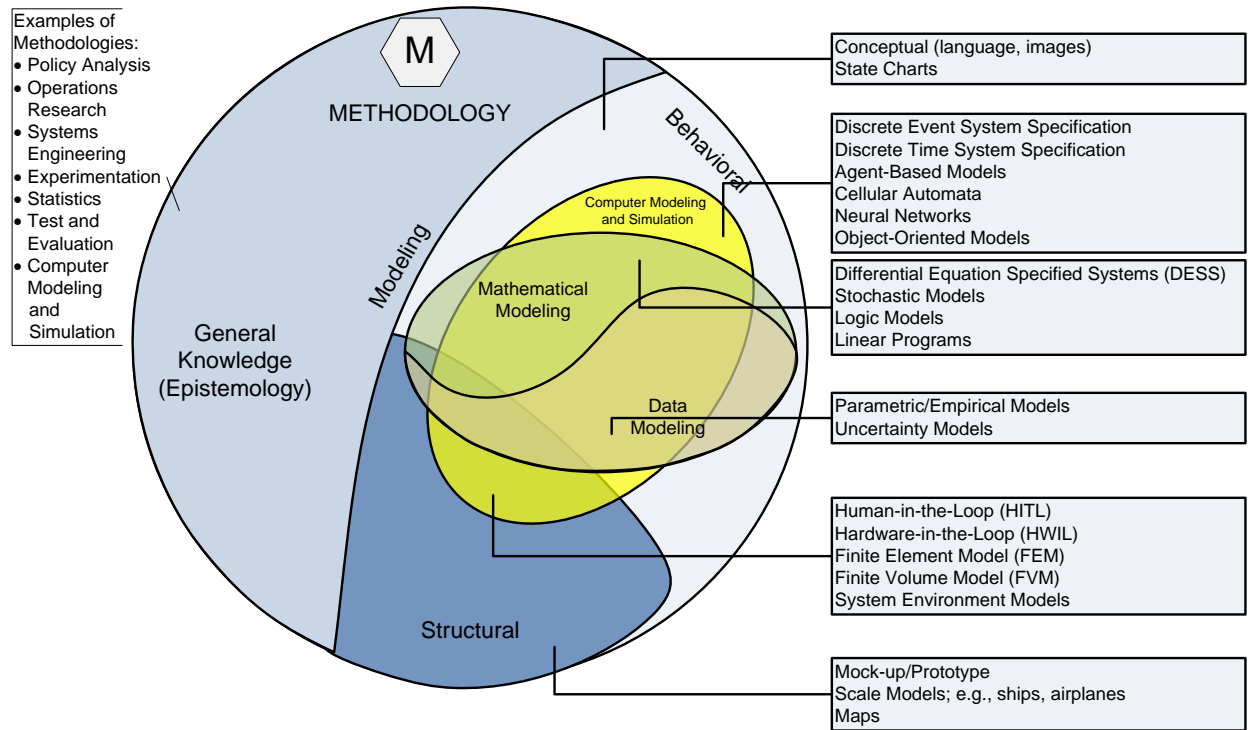 Examples of
Methodologies:
• Policy Analysis
• Operations
Research
• Systems
Engineering
• Experimentation
• Statistics
• Test and
Evaluation
• Computer
Modeling
and
Simulation
M
METHODOLOGY
General
Knowledge
(Epistemology)
Modeling
Behavioral
Computer Modeling
and Simulation
Mathematical
Modeling
Data
Modeling
Structural
Conceptual (language, images)
State Charts
Discrete Event System Specification
Discrete Time System Specification
Agent-Based Models
Cellular Automata
Neural Networks
Object-Oriented Models
Differential Equation Specified Systems (DESS)
Stochastic Models
Logic Models
Linear Programs
Parametric/Empirical Models
Uncertainty Models
Human-in-the-Loop (HITL)
Hardware-in-the-Loop (HWIL)
Finite Element Model (FEM)
Finite Volume Model (FVM)
System Environment Models
Mock-up/Prototype
Scale Models; e.g., ships, airplanes
Maps